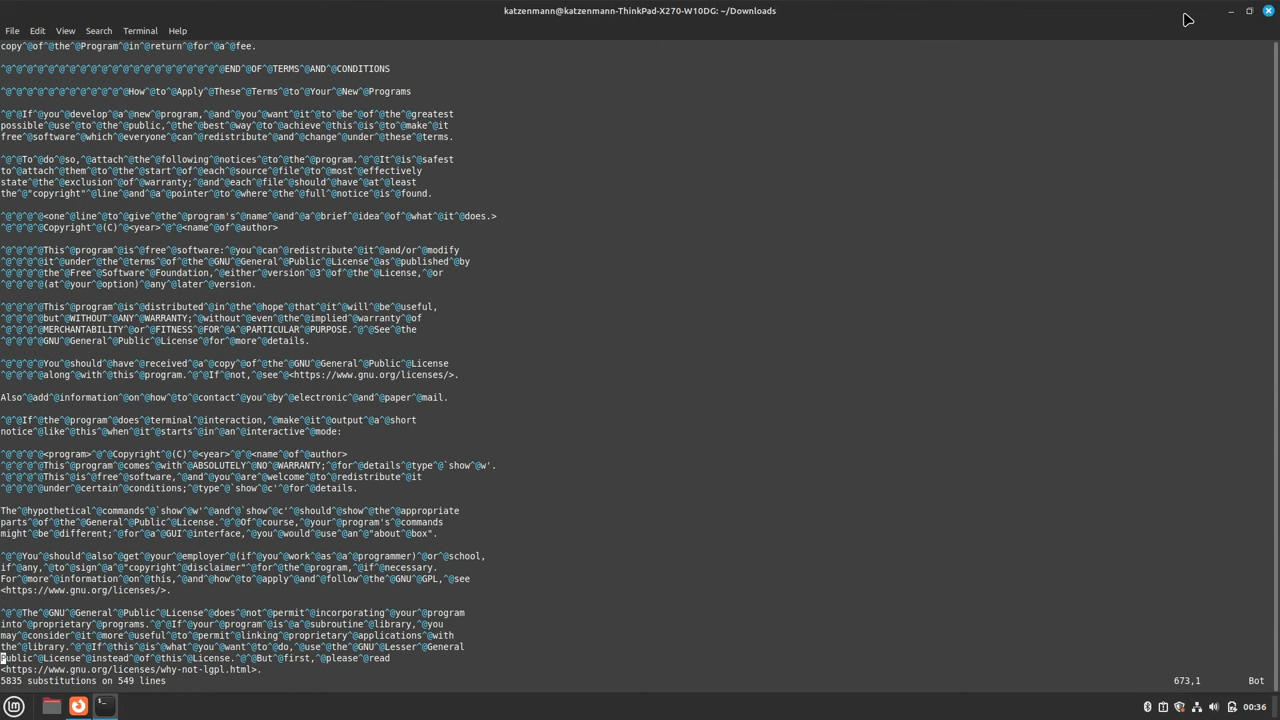 katzenmann@katzenmann-ThinkPad-X270-W10DG: ~/Downloads
File Edit View Search Terminal Help
copy^@of^@the^@Program^@in^@return^@for^@a^@fee.
^@^@^@^@^@^@^@^@^@^@^@^@^@^@^@^@^@^@^@^@^@END^@OF^@TERMS^@AND^@CONDITIONS
^@^@^@^@^@^@^@^@^@^@^@^@How^@to^@Apply^@These^@Terms^@to^@Your^@New^@Programs
^@^@If^@you^@develop^@a^@new^@program,^@and^@you^@want^@it^@to^@be^@of^@the^@greatest
possible^@use^@to^@the^@public,^@the^@best^@way^@to^@achieve^@this^@is^@to^@make^@it
free^@software^@which^@everyone^@can^@redistribute^@and^@change^@under^@these^@terms.
^@^@To^@do^@so,^@attach^@the^@following^@notices^@to^@the^@program.^@^@It^@is^@safest
to^@attach^@them^@to^@the^@start^@of^@each^@source^@file^@to^@most^@effectively
state^@the^@exclusion^@of^@warranty;^@and^@each^@file^@should^@have^@at^@least
the^@"copyright"^@line^@and^@a^@pointer^@to^@where^@the^@full^@notice^@is^@found.
^@^@^@^@<one^@line^@to^@give^@the^@program's^@name^@and^@a^@brief^@idea^@of^@what^@it^@does.>
^@^@^@^@Copyright^@(C)^@<year>^@^@<name^@of^@author>
^@^@^@^@This^@program^@is^@free^@software:^@you^@can^@redistribute^@it^@and/or^@modify
^@^@^@^@it^@under^@the^@terms^@of^@the^@GNU^@General^@Public^@License^@as^@published^@by
^@^@^@^@the^@Free^@Software^@Foundation,^@either^@version^@3^@of^@the^@License,^@or
^@^@^@^@(at^@your^@option)^@any^@later^@version.
^@^@^@^@This^@program^@is^@distributed^@in^@the^@hope^@that^@it^@will^@be^@useful,
^@^@^@^@but^@WITHOUT^@ANY^@WARRANTY;^@without^@even^@the^@implied^@warranty^@of
^@^@^@^@MERCHANTABILITY^@or^@FITNESS^@FOR^@A^@PARTICULAR^@PURPOSE.^@^@See^@the
^@^@^@^@GNU^@General^@Public^@License^@for^@more^@details.
^@^@^@^@You^@should^@have^@received^@a^@copy^@of^@the^@GNU^@General^@Public^@License
^@^@^@^@along^@with^@this^@program.^@^@If^@not,^@see^@<https://www.gnu.org/licenses/>.
Also^@add^@information^@on^@how^@to^@contact^@you^@by^@electronic^@and^@paper^@mail.
^@^@If^@the^@program^@does^@terminal^@interaction,^@make^@it^@output^@a^@short
notice^@like^@this^@when^@it^@starts^@in^@an^@interactive^@mode:
^@^@^@^@<program>^@^@Copyright^@(C)^@<year>^@^@<name^@of^@author>
^@^@^@^@This^@program^@comes^@with^@ABSOLUTELY^@NO^@WARRANTY;^@for^@details^@type^@`show^@w'.
^@^@^@^@This^@is^@free^@software,^@and^@you^@are^@welcome^@to^@redistribute^@it
^@^@^@^@under^@certain^@conditions;^@type^@`show^@c'^@for^@details.
The^@hypothetical^@commands^@`show^@w'^@and^@`show^@c'^@should^@show^@the^@appropriate
parts^@of^@the^@General^@Public^@License.^@^@Of^@course,^@your^@program's^@commands
might^@be^@different;^@for^@a^@GUI^@interface,^@you^@would^@use^@an^@"about^@box".
^@^@You^@should^@also^@get^@your^@employer^@(if^@you^@work^@as^@a^@programmer)^@or^@school,
if^@any,^@to^@sign^@a^@"copyright^@disclaimer"^@for^@the^@program,^@if^@necessary.
For^@more^@information^@on^@this,^@and^@how^@to^@apply^@and^@follow^@the^@GNU^@GPL,^@see
<https://www.gnu.org/licenses/>.
^@^@The^@GNU^@General^@Public^@License^@does^@not^@permit^@incorporating^@your^@program
into^@proprietary^@programs.^@^@If^@your^@program^@is^@a^@subroutine^@library,^@you
may^@consider^@it^@more^@useful^@to^@permit^@linking^@proprietary^@applications^@with
the^@library.^@^@If^@this^@is^@what^@you^@want^@to^@do,^@use^@the^@GNU^@Lesser^@General
Public^@License^@instead^@of^@this^@License.^@^@But^@first,^@please^@read
<https://www.gnu.org/licenses/why-not-lgpl.html>.
5835 substitutions on 549 lines 673,1 Bot
00:36